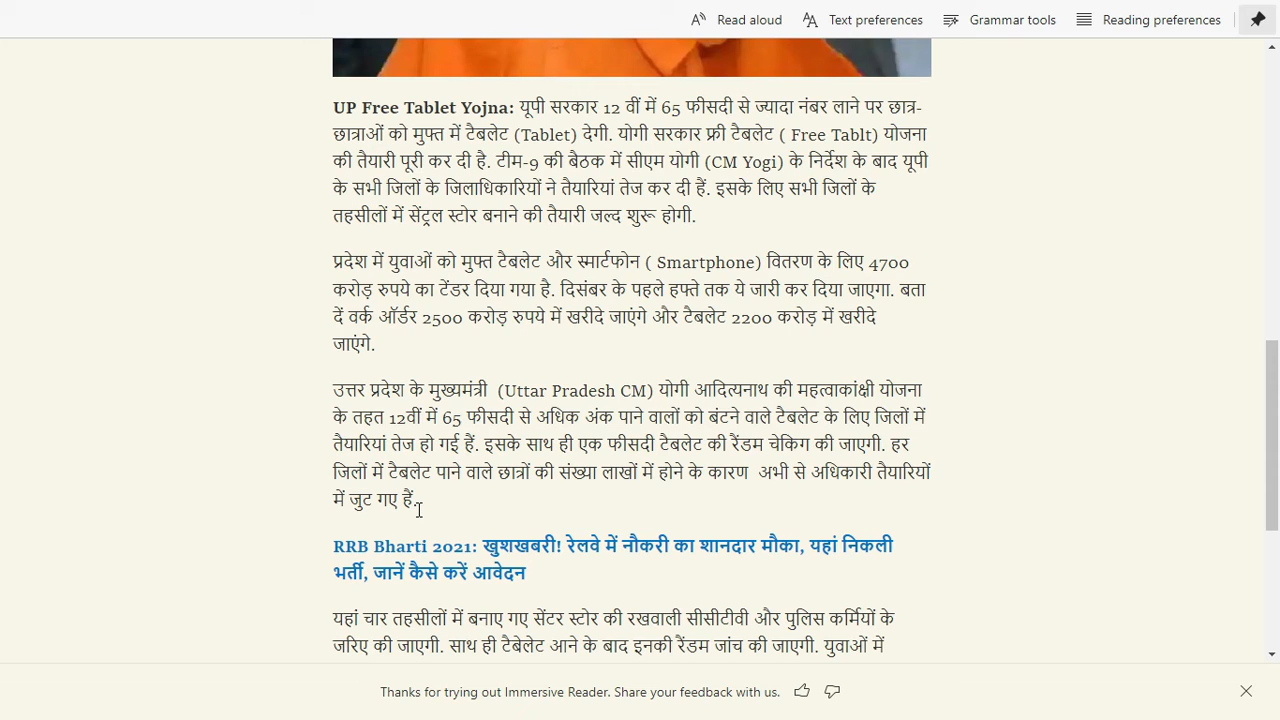 Read aloud Text preferences Grammar tools Reading preferences
UP Free Tablet Yojna: यूपी सरकार 12 वीं में 65 फीसदी से ज्यादा नंबर लाने पर छात्र-
छात्राओं को मुफ्त में टैबलेट (Tablet) देगी. योगी सरकार फ्री टैबलेट ( Free Tablt) योजना
की तैयारी पूरी कर दी है. टीम-9 की बैठक में सीएम योगी (CM Yogi) के निर्देश के बाद यूपी
के सभी जिलों के जिलाधिकारियों ने तैयारियां तेज कर दी हैं. इसके लिए सभी जिलों के
तहसीलों में सेंट्रल स्टोर बनाने की तैयारी जल्द शुरू होगी.
प्रदेश में युवाओं को मुफ्त टैबलेट और स्मार्टफोन ( Smartphone) वितरण के लिए 4700
करोड़ रुपये का टेंडर दिया गया है. दिसंबर के पहले हफ्ते तक ये जारी कर दिया जाएगा. बता
दें वर्क ऑर्डर 2500 करोड़ रुपये में खरीदे जाएंगे और टैबलेट 2200 करोड़ में खरीदे
जाएंगे.
उत्तर प्रदेश के मुख्यमंत्री (Uttar Pradesh CM) योगी आदित्यनाथ की महत्वाकांक्षी योजना
के तहत 12वीं में 65 फीसदी से अधिक अंक पाने वालों को बंटने वाले टैबलेट के लिए जिलों में
तैयारियां तेज हो गई हैं. इसके साथ ही एक फीसदी टैबलेट की रैंडम चेकिग की जाएगी. हर
जिलों में टैबलेट पाने वाले छात्रों की संख्या लाखों में होने के कारण अभी से अधिकारी तैयारियों
में जुट गए हैं.
RRB Bharti 2021: खुशखबरी! रेलवे में नौकरी का शानदार मौका, यहां निकली
भर्ती, जानें कैसे करें आवेदन
यहां चार तहसीलों में बनाए गए सेंटर स्टोर की रखवाली सीसीटीवी और पुलिस कर्मियों के
जरिए की जाएगी. साथ ही टैबेलेट आने के बाद इनकी रैंडम जांच की जाएगी. युवाओं में
Thanks for trying out Immersive Reader. Share your feedback with us.